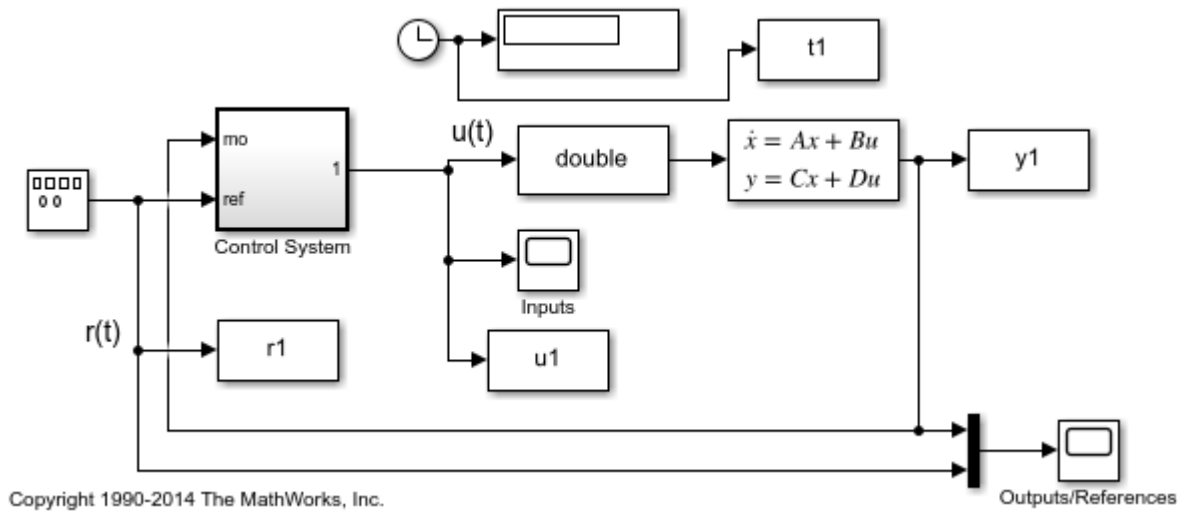 t1
mo
1
ref
Control System
u(t)
double
ẋ = Ax + Bu
y = Cx + Du
y1
Inputs
r(t)
r1
u1
Outputs/References
Copyright 1990-2014 The MathWorks, Inc.